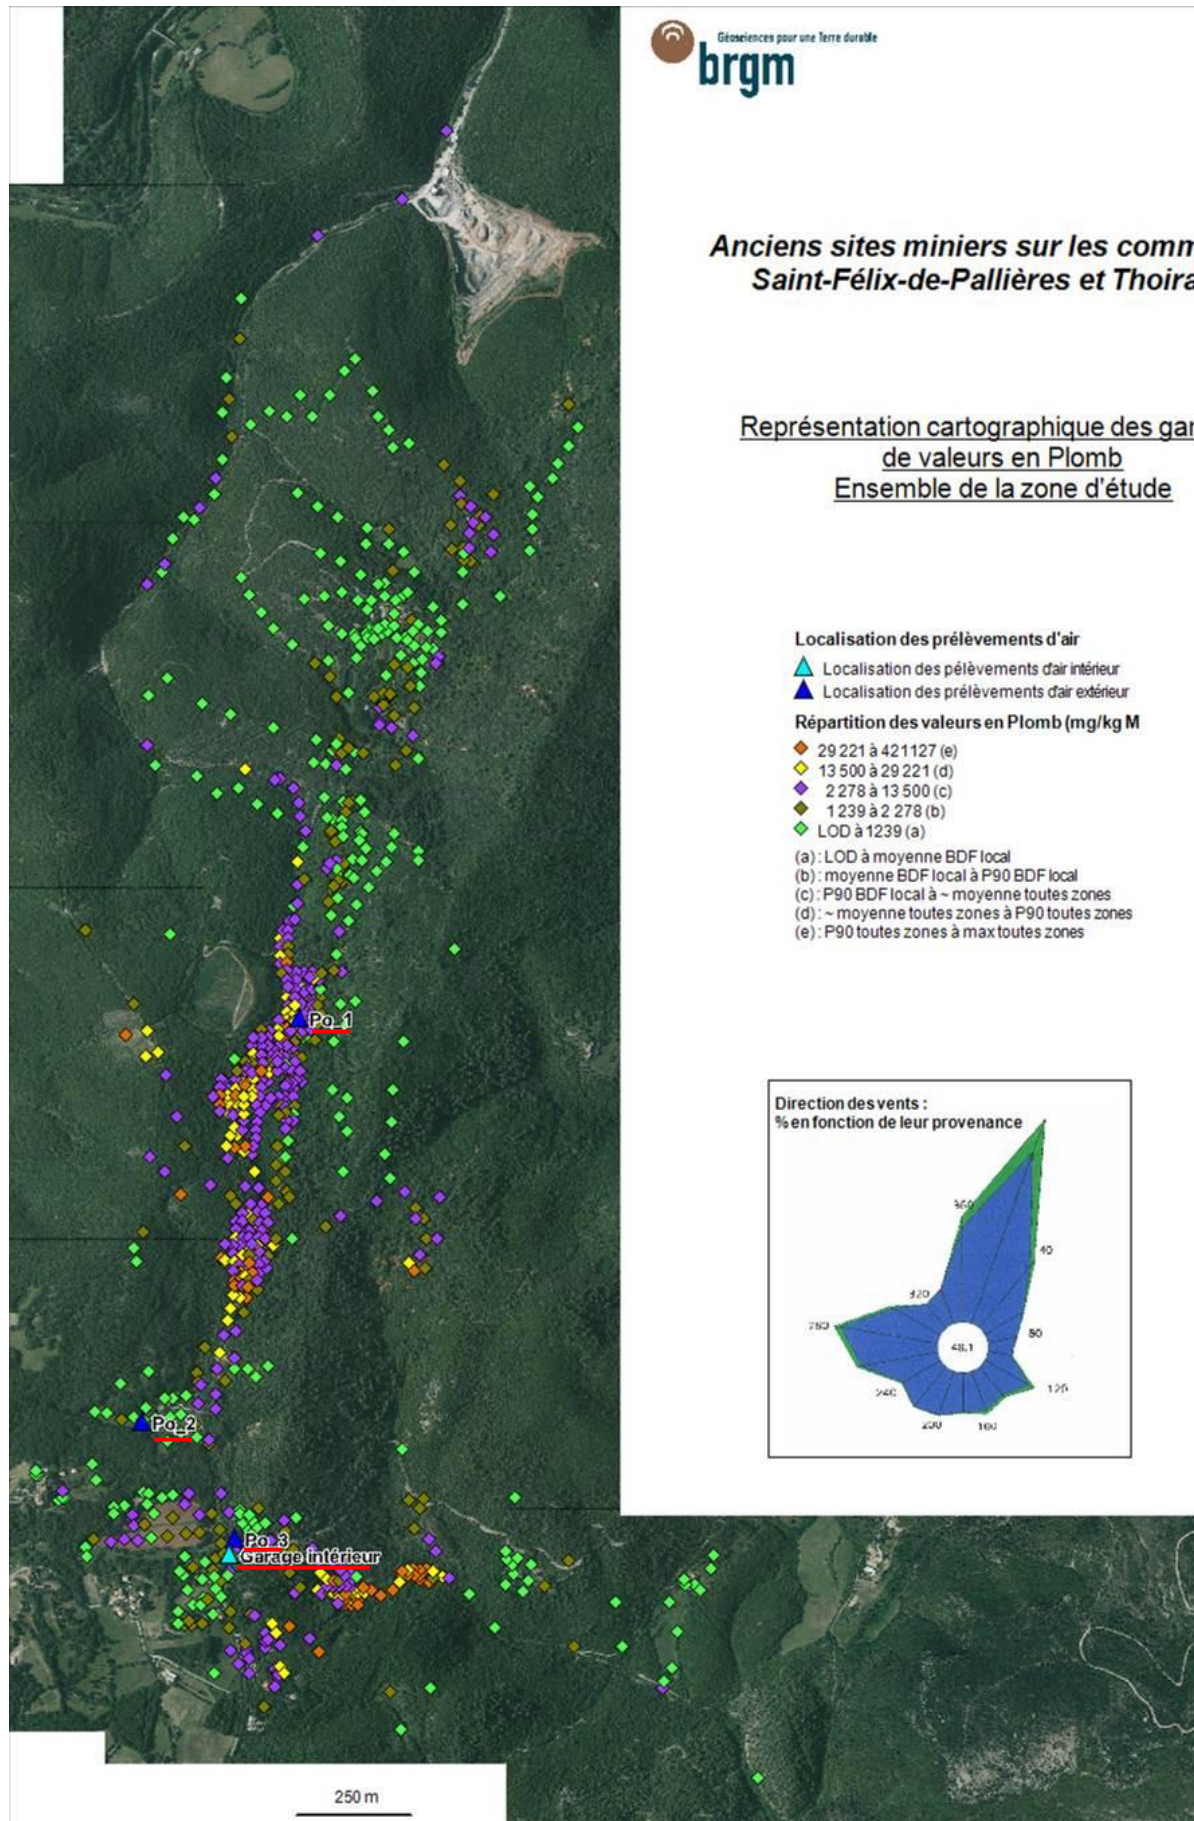 Géosciences pour une Terre durable
brgm
Anciens sites miniers sur les comm
Saint-Félix-de-Pallières et Thoira
Représentation cartographique des gar
de valeurs en Plomb
Ensemble de la zone d'étude
Localisation des prélèvements d'air
Localisation des pélèvements d'air intérieur
Localisation des prélèvements d'air extérieur
Répartition des valeurs en Plomb (mg/kg M
29 221 à 421127 (e)
13 500 à 29 221 (d)
2 278 à 13 500 (c)
1 239 à 2 278 (b)
LOD à 1239 (a)
(a) : LOD à moyenne BDF local
(b) : moyenne BDF local à P90 BDF local
(c) : P90 BDF local à ~ moyenne toutes zones
(d) : ~ moyenne toutes zones à P90 toutes zones
(e) : P90 toutes zones à max toutes zones
Po_1
Direction des vents :
% en fonction de leur provenance
360
40
320
280
80
48.1
240
120
200
160
Po_2
Po_3
Garage intérieur
250 m